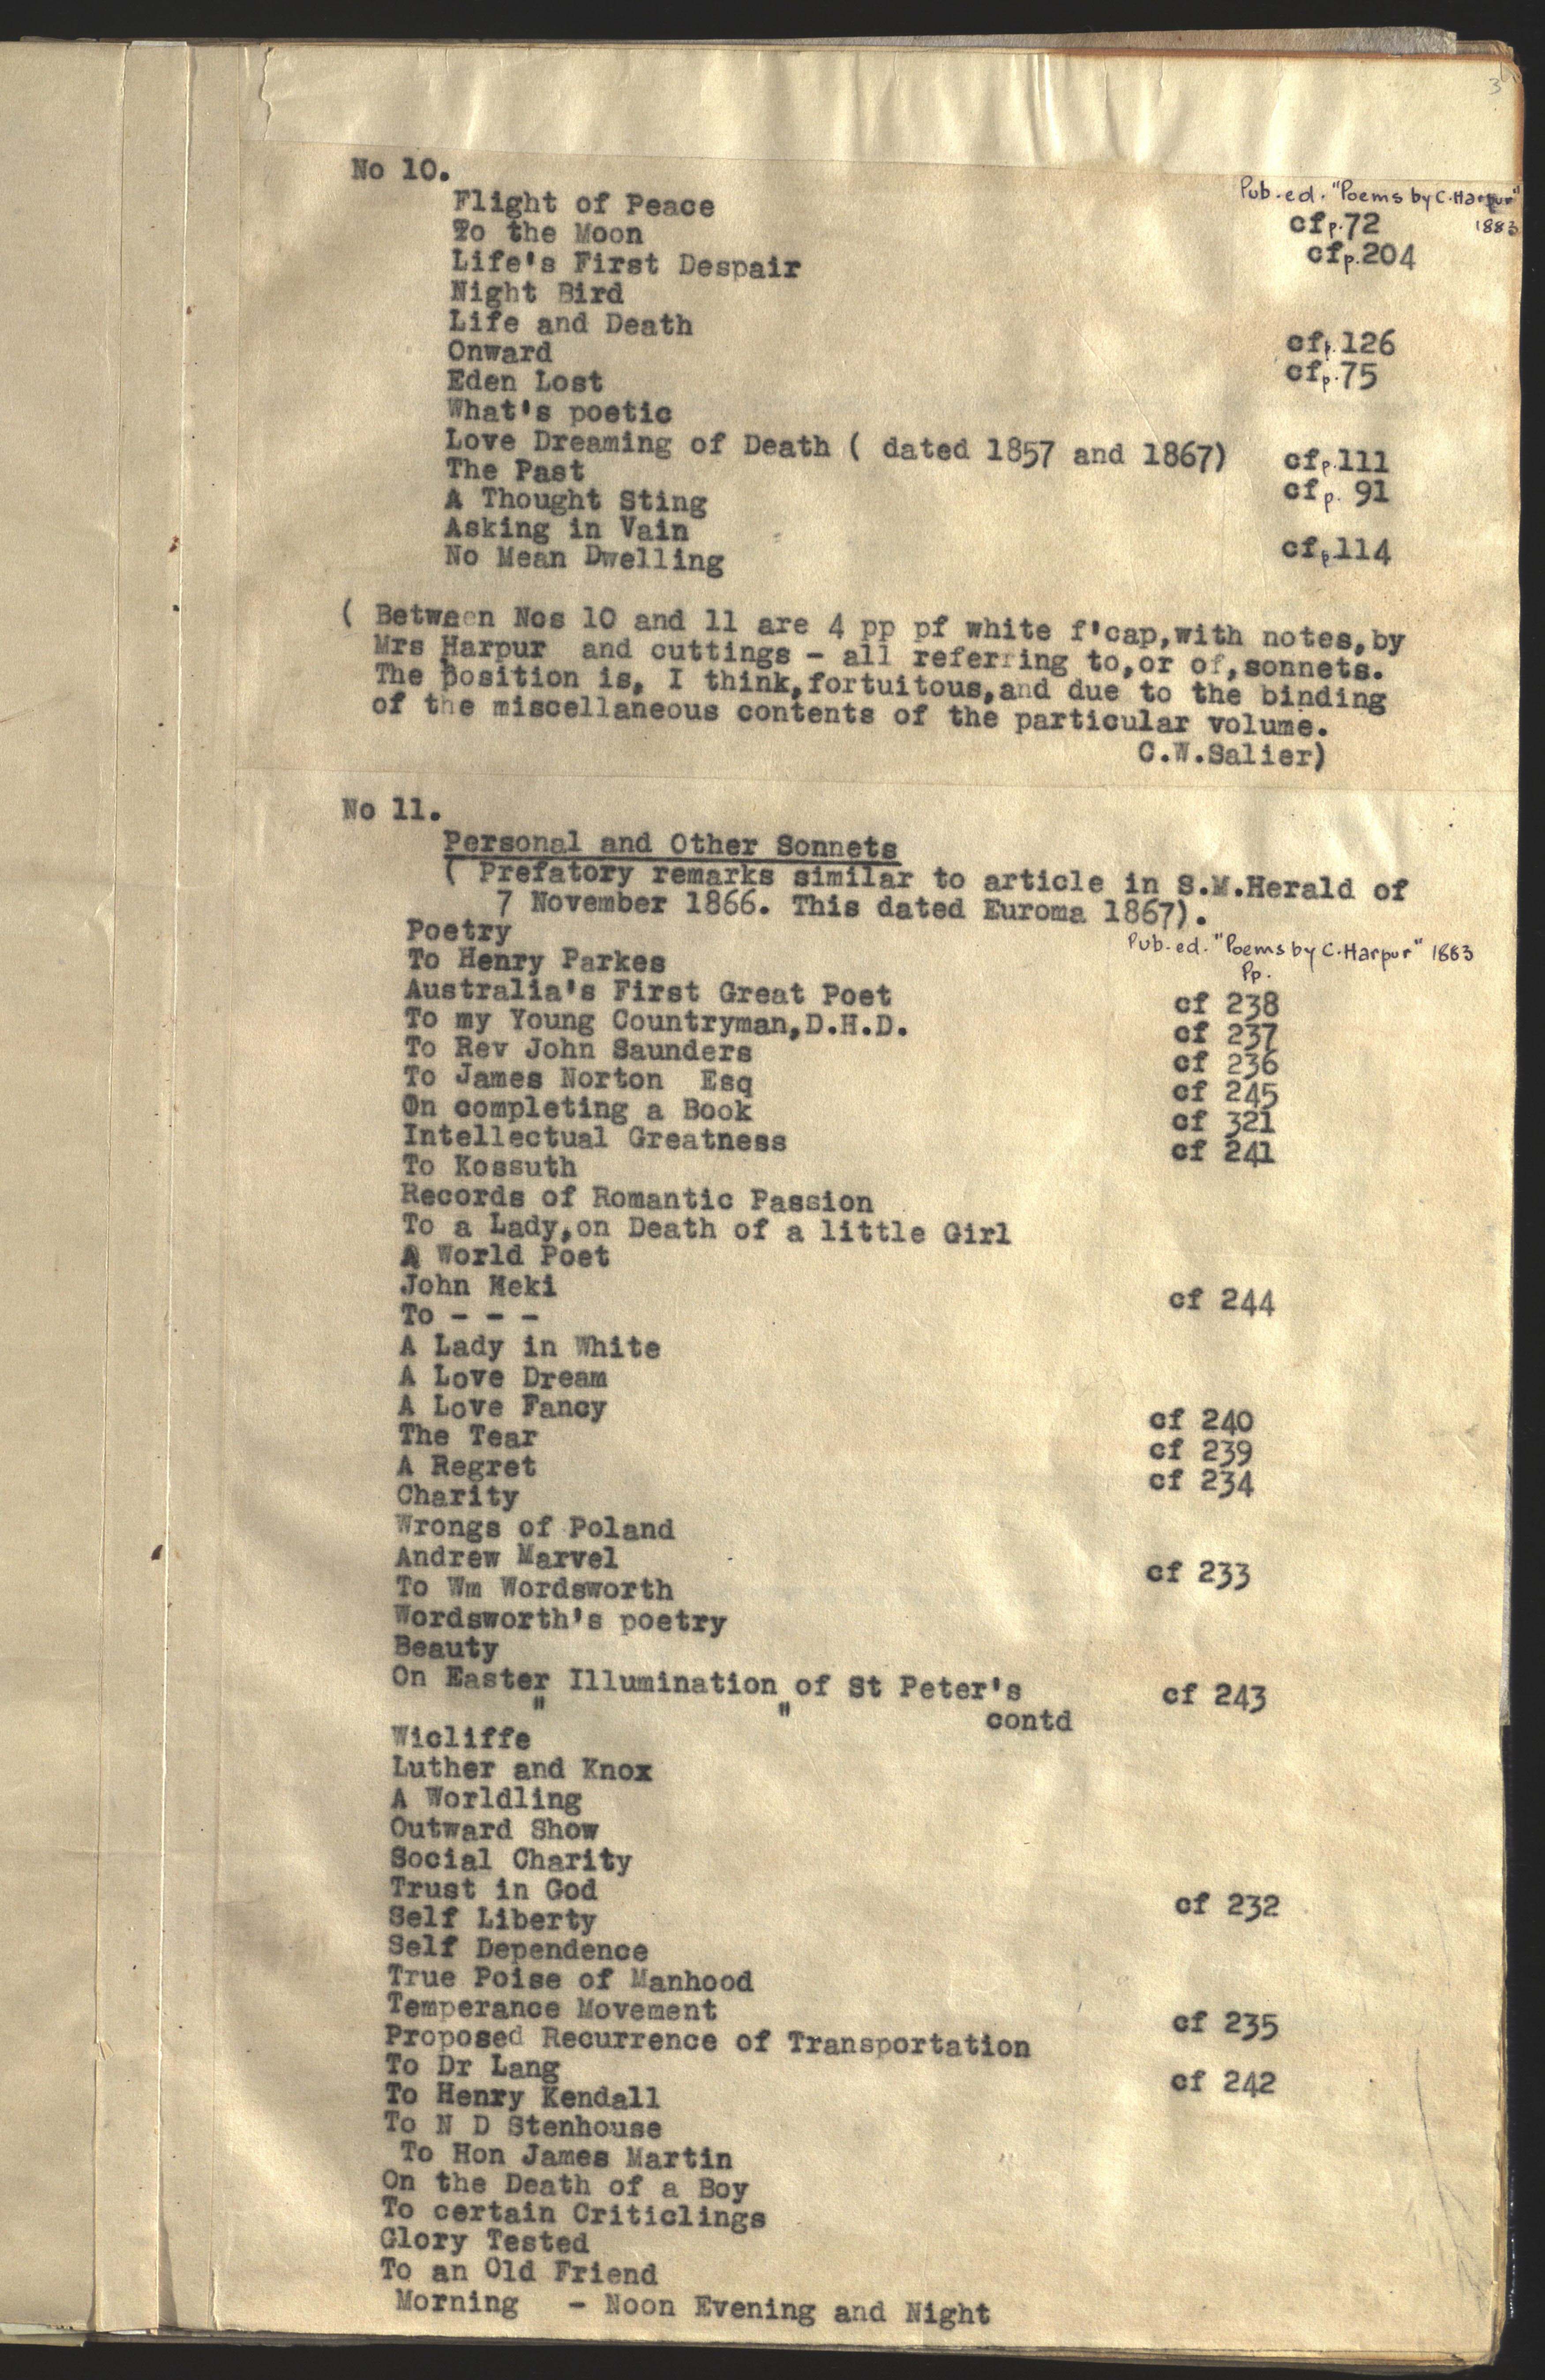 3
No 10.
Pub. ed. "Poems by C. Harpur" 1883
Flight of Peace cf p.72
To the Moon cf p.204
Life's First Despair
Night Bird
Life and Death cf p.126
Onward cf p.75
Eden Lost
What's poetic
Love Dreaming of Death ( dated 1857 and 1867) cf p.111
The Past cf p. 91
A Thought Sting
Asking in Vain cf p.114
No Mean Dwelling
( Between Nos 10 and 11 are 4 pp pf white f'cap,with notes,by
Mrs Harpur and cuttings - all referring to,or of,sonnets.
The position is, I think,fortuitous,and due to the binding
of the miscellaneous contents of the particular volume.
C.W.Salier)
No 11.
Personal and Other Sonnets
( Prefatory remarks similar to article in S.M.Herald of
7 November 1866. This dated Euroma 1867).
Poetry
Pub. ed. "Poems by C. Harpur" 1883
To Henry Parkes Pp.
Australia's First Great Poet cf 238
To my Young Countryman,D.H.D. cf 237
To Rev John Saunders cf 236
To James Norton Esq cf 245
On completing a Book cf 321
Intellectual Greatness cf 241
To Kossuth
Records of Romantic Passion
To a Lady,on Death of a little Girl
A World Poet
John Heki cf 244
To - - -
A Lady in White
A Love Dream
A Love Fancy cf 240
The Tear cf 239
A Regret cf 234
Charity
Wrongs of Poland
Andrew Marvel cf 233
To Wm Wordsworth
Wordsworth's poetry
Beauty
On Easter Illumination of St Peter's cf 243
" " contd
Wicliffe
Luther and Knox
A Worldling
Outward Show
Social Charity
Trust in God cf 232
Self Liberty
Self Dependence
True Poise of Manhood
Temperance Movement cf 235
Proposed Recurrence of Transportation
To Dr Lang cf 242
To Henry Kendall
To N D Stenhouse
To Hon James Martin
On the Death of a Boy
To certain Criticlings
Glory Tested
To an Old Friend
Morning - Noon Evening and Night